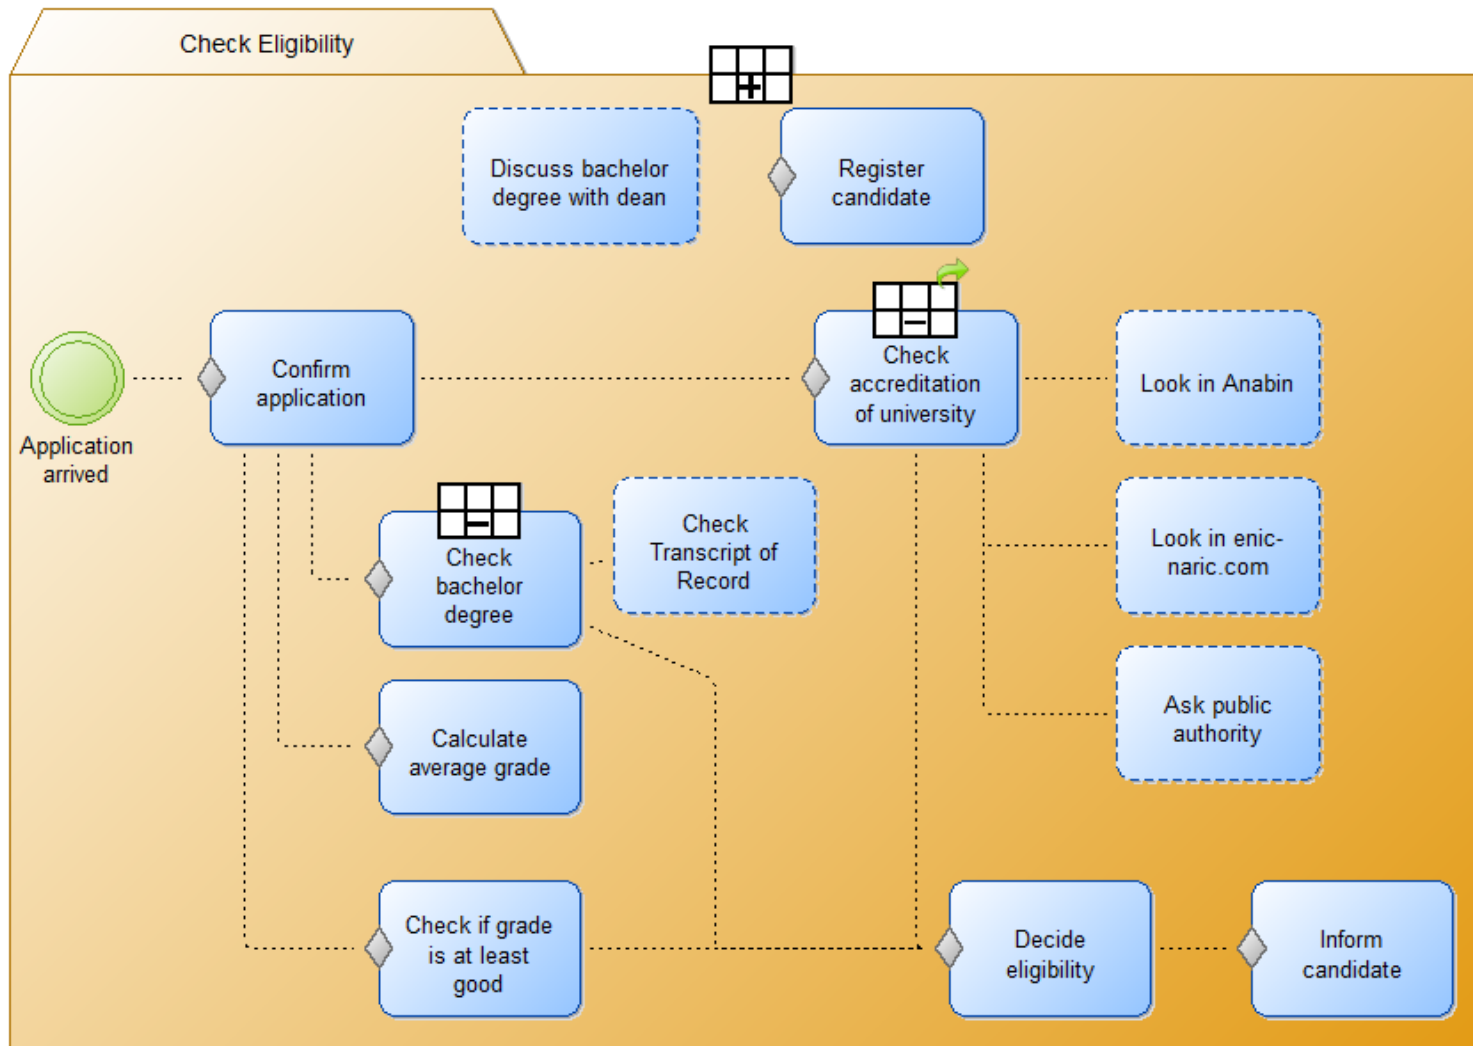 Check Eligibility
Discuss bachelor
degree with dean
Register
candidate
Application
arrived
Confirm
application
Check
accreditation
of university
Look in Anabin
Check
bachelor
degree
Check
Transcript of
Record
Look in enic-
naric.com
Calculate
average grade
Ask public
authority
Check if grade
is at least
good
Decide
eligibility
Inform
candidate